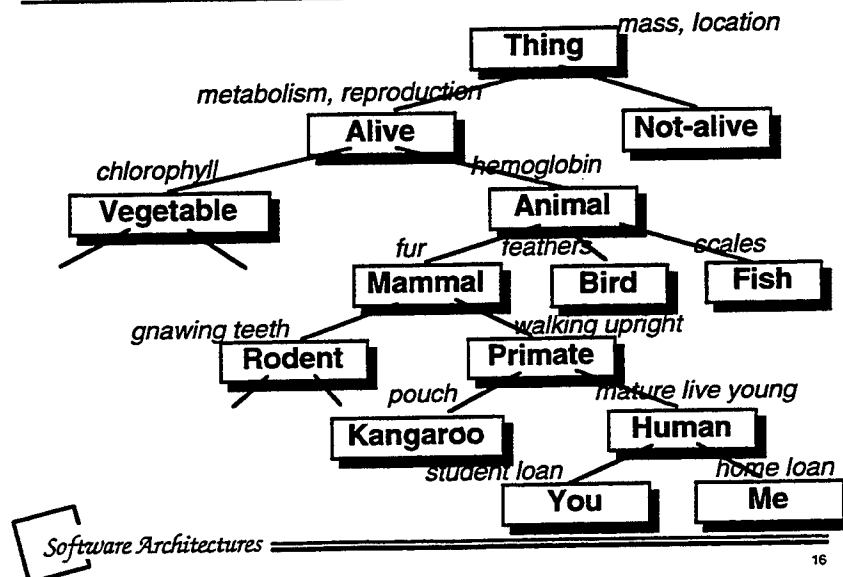 mass, location
Thing
metabolism, reproduction
Alive
Not-alive
chlorophyll
hemoglobin
Vegetable
Animal
fur feathers scales
Mammal Bird Fish
gnawing teeth walking upright
Rodent Primate
pouch mature live young
Kangaroo Human
student loan home loan
You Me
Software Architectures
16